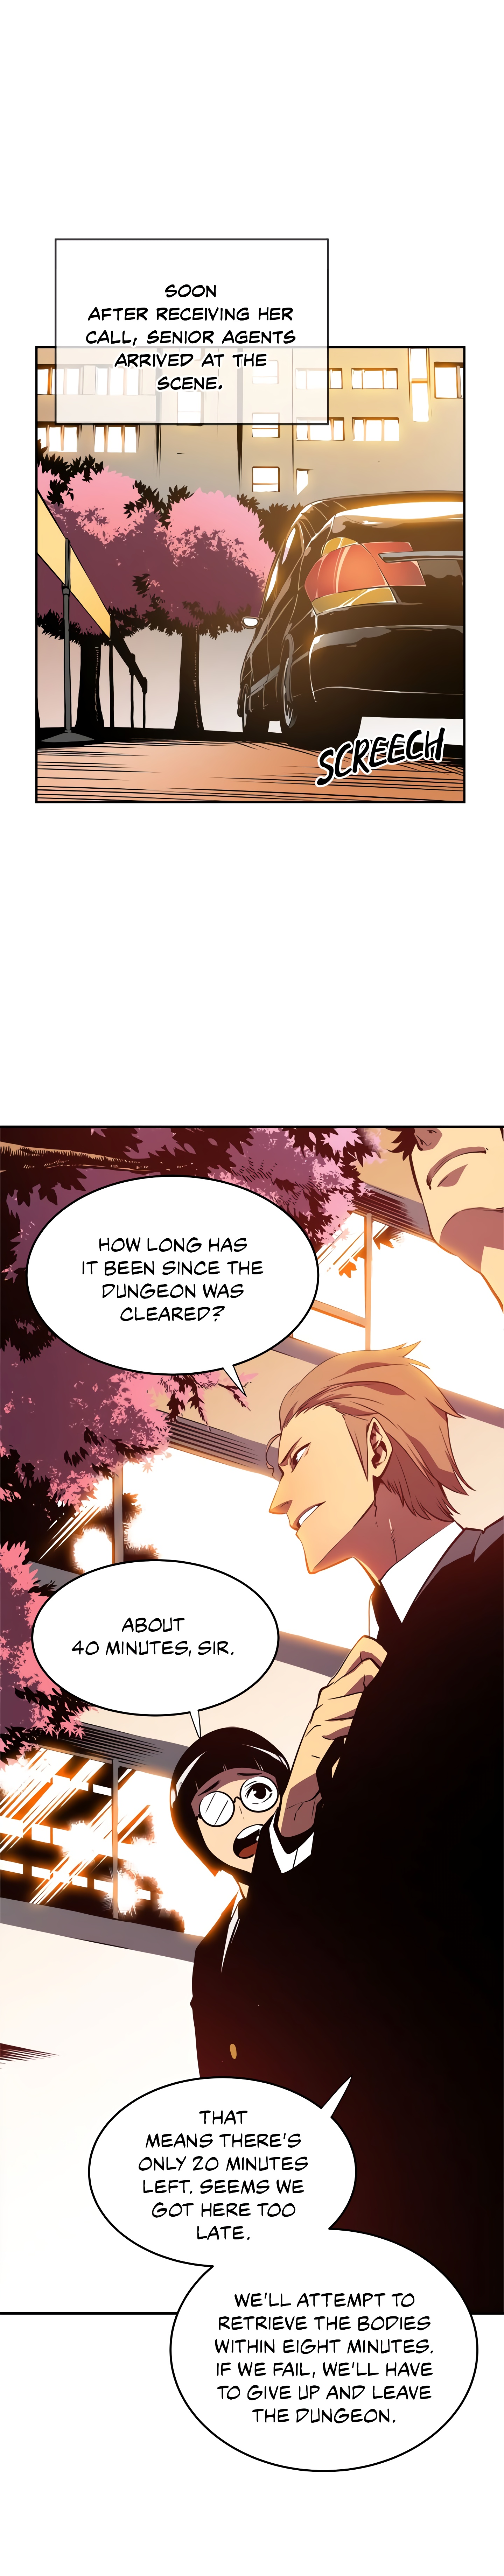 SOON
AFTER RECEIVING HER
CALL, SENIOR AGENTS
ARRIVED AT THE
SCENE.
SCREECH
HOW LONG HAS
IT BEEN SINCE THE
DUNGEON WAS
CLEARED?
ABOUT
40 MINUTES, SIR.
THAT
MEANS THERE'S
ONLY 20 MINUTES
LEFT. SEEMS WE
GOT HERE TOO
LATE.
WE'LL ATTEMPT TO
RETRIEVE THE BODIES
WITHIN EIGHT MINUTES.
IF WE FAIL, WE'LL HAVE
TO GIVE UP AND LEAVE
THE DUNGEON.